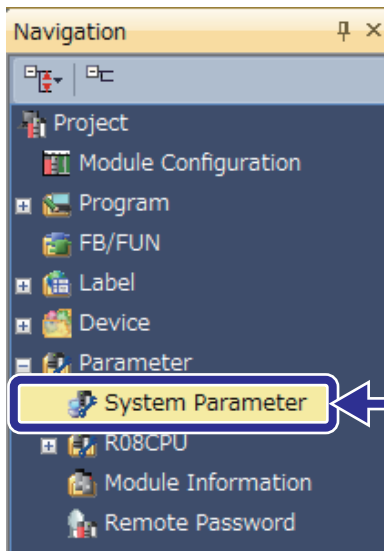 Navigation
Project
Module Configuration
Program
FB/FUN
Label
Device
Parameter
System Parameter
R08CPU
Module Information
Remote Password